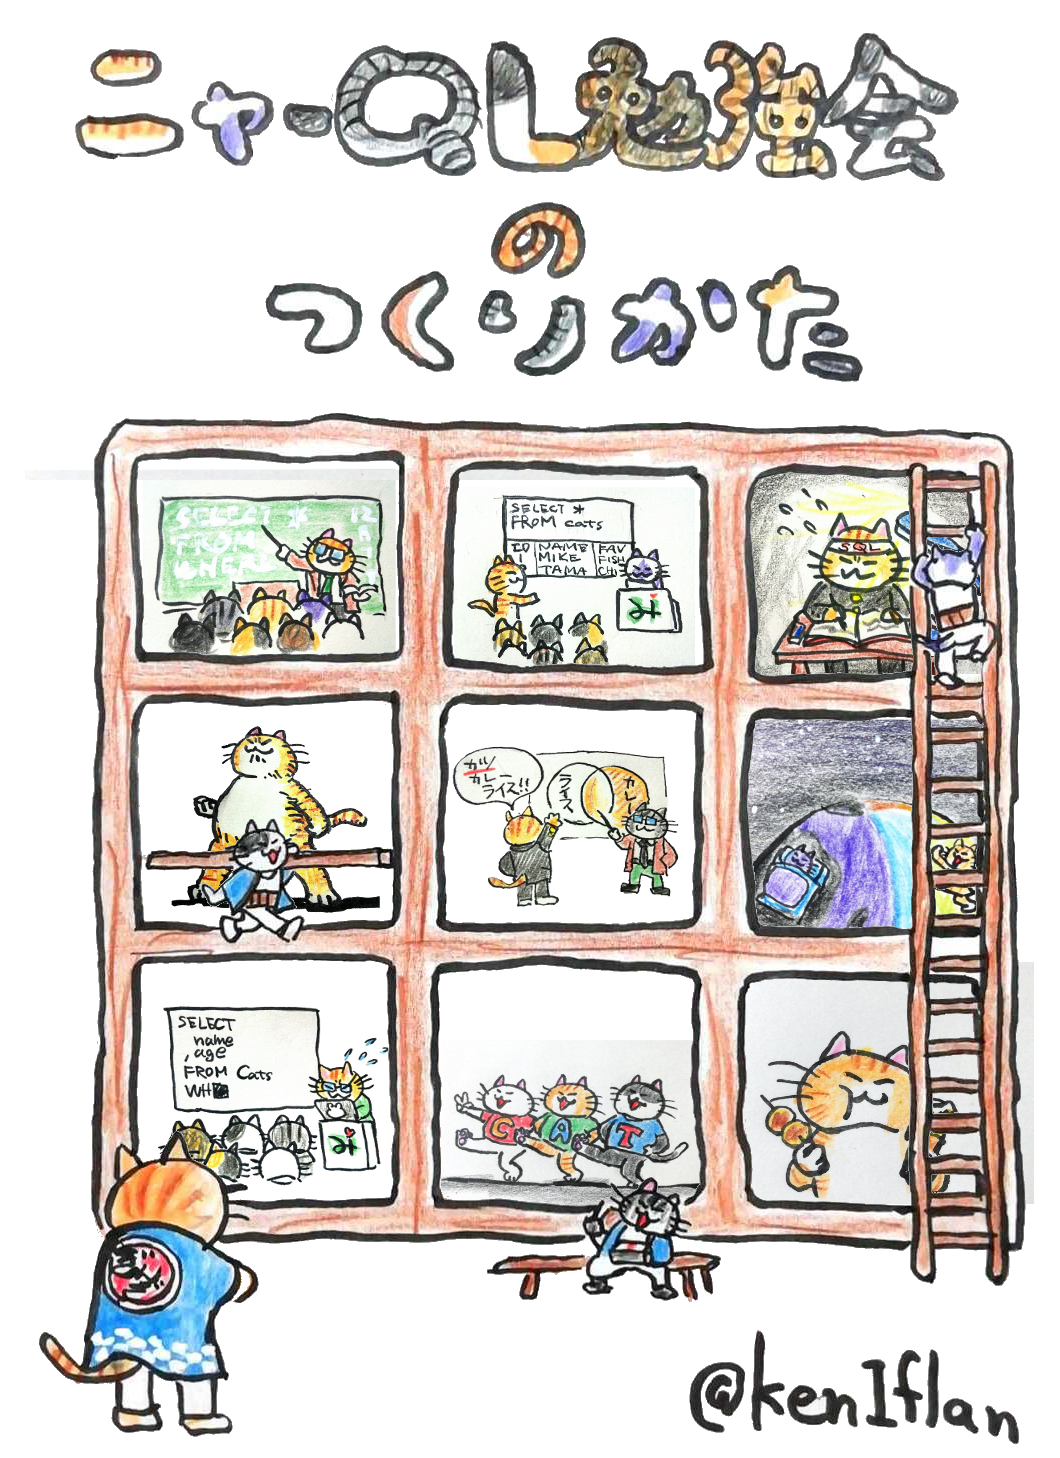 ニャーQL勉強会
の
つくりかた
SELECT *
FROM
WHERE
SELECT *
FROM cats
ID NAME FAV
1 MIKE FISH
TAMA CHI
み
SQL
カツ
カレー
ライス!!
ライス
カレー
SELECT
name
, age
FROM Cats
WH
み
C A T
@ken1flan